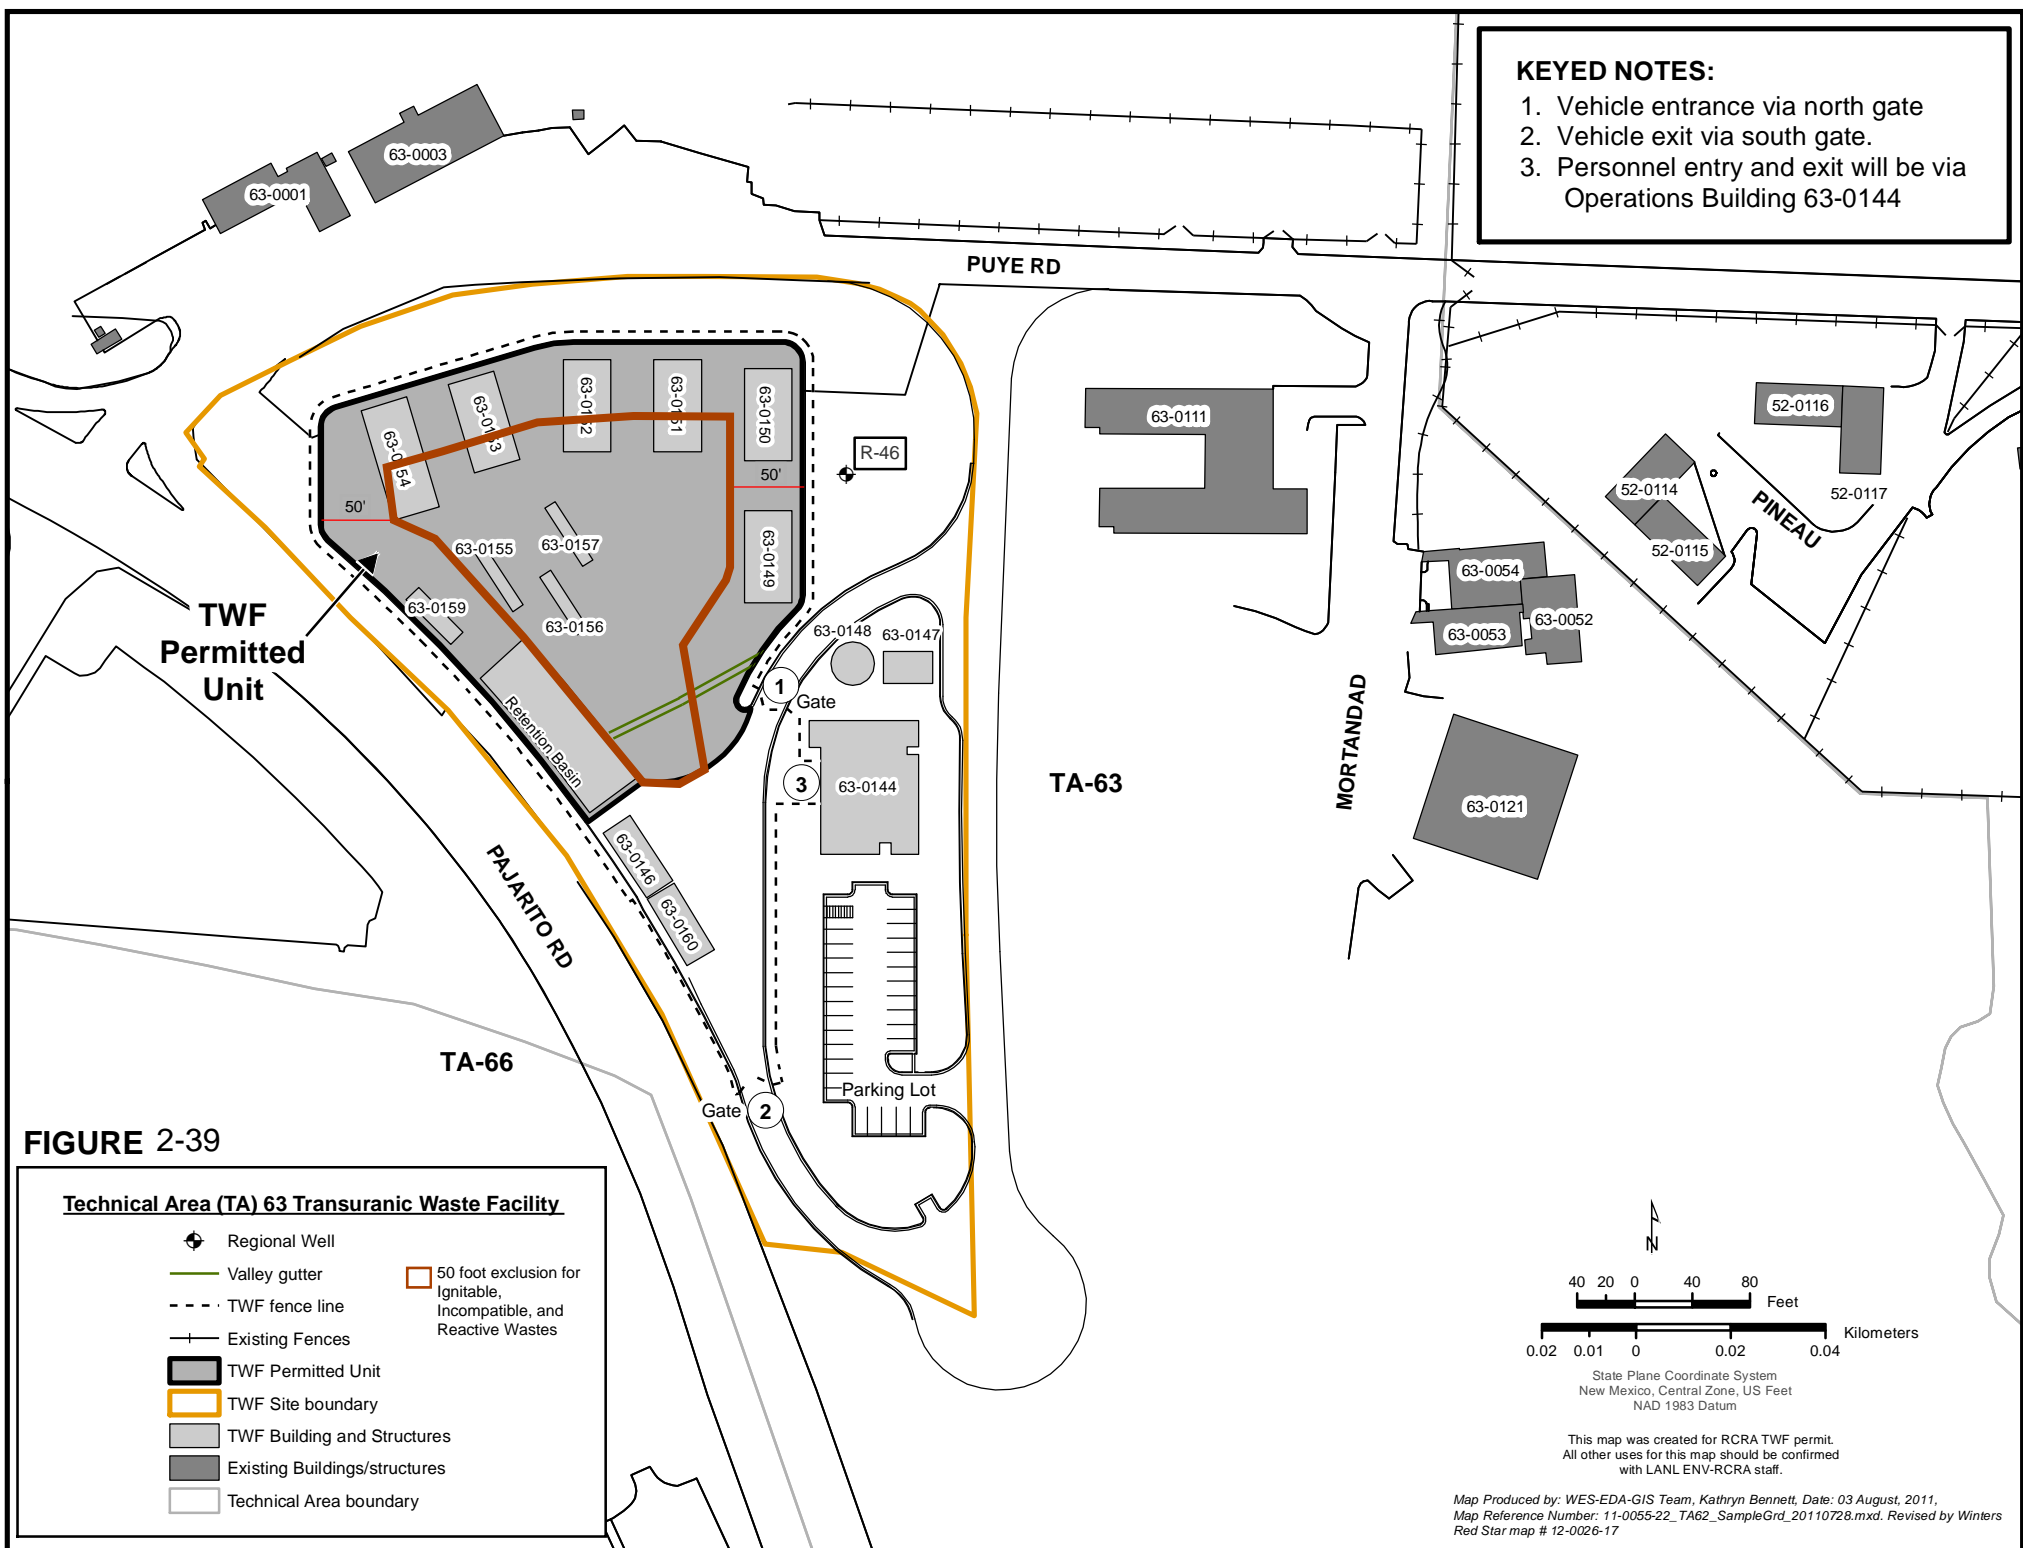 KEYED NOTES:
1. Vehicle entrance via north gate
2. Vehicle exit via south gate.
3. Personnel entry and exit will be via
Operations Building 63-0144
63-0003
63-0001
PUYE RD
63-0154
63-0153
63-0152
63-0151
63-0150
R-46
50'
50'
63-0111
52-0116
52-0117
52-0114
52-0115
PINEAU
63-0155
63-0157
63-0149
63-0159
63-0156
63-0148
63-0147
63-0054
63-0052
63-0053
TWF
Permitted
Unit
1
Gate
Retention Basin
3
63-0144
TA-63
MORTANDAD
63-0121
63-0146
63-0160
PAJARITO RD
TA-66
Gate
2
Parking Lot
FIGURE 2-39
Technical Area (TA) 63 Transuranic Waste Facility
Regional Well
Valley gutter
TWF fence line
Existing Fences
TWF Permitted Unit
TWF Site boundary
TWF Building and Structures
Existing Buildings/structures
Technical Area boundary
50 foot exclusion for
Ignitable,
Incompatible, and
Reactive Wastes
N
40 20 0 40 80
Feet
Kilometers
0.02 0.01 0 0.02 0.04
State Plane Coordinate System
New Mexico, Central Zone, US Feet
NAD 1983 Datum
This map was created for RCRA TWF permit.
All other uses for this map should be confirmed
with LANL ENV-RCRA staff.
Map Produced by: WES-EDA-GIS Team, Kathryn Bennett, Date: 03 August, 2011,
Map Reference Number: 11-0055-22_TA62_SampleGrd_20110728.mxd. Revised by Winters
Red Star map # 12-0026-17